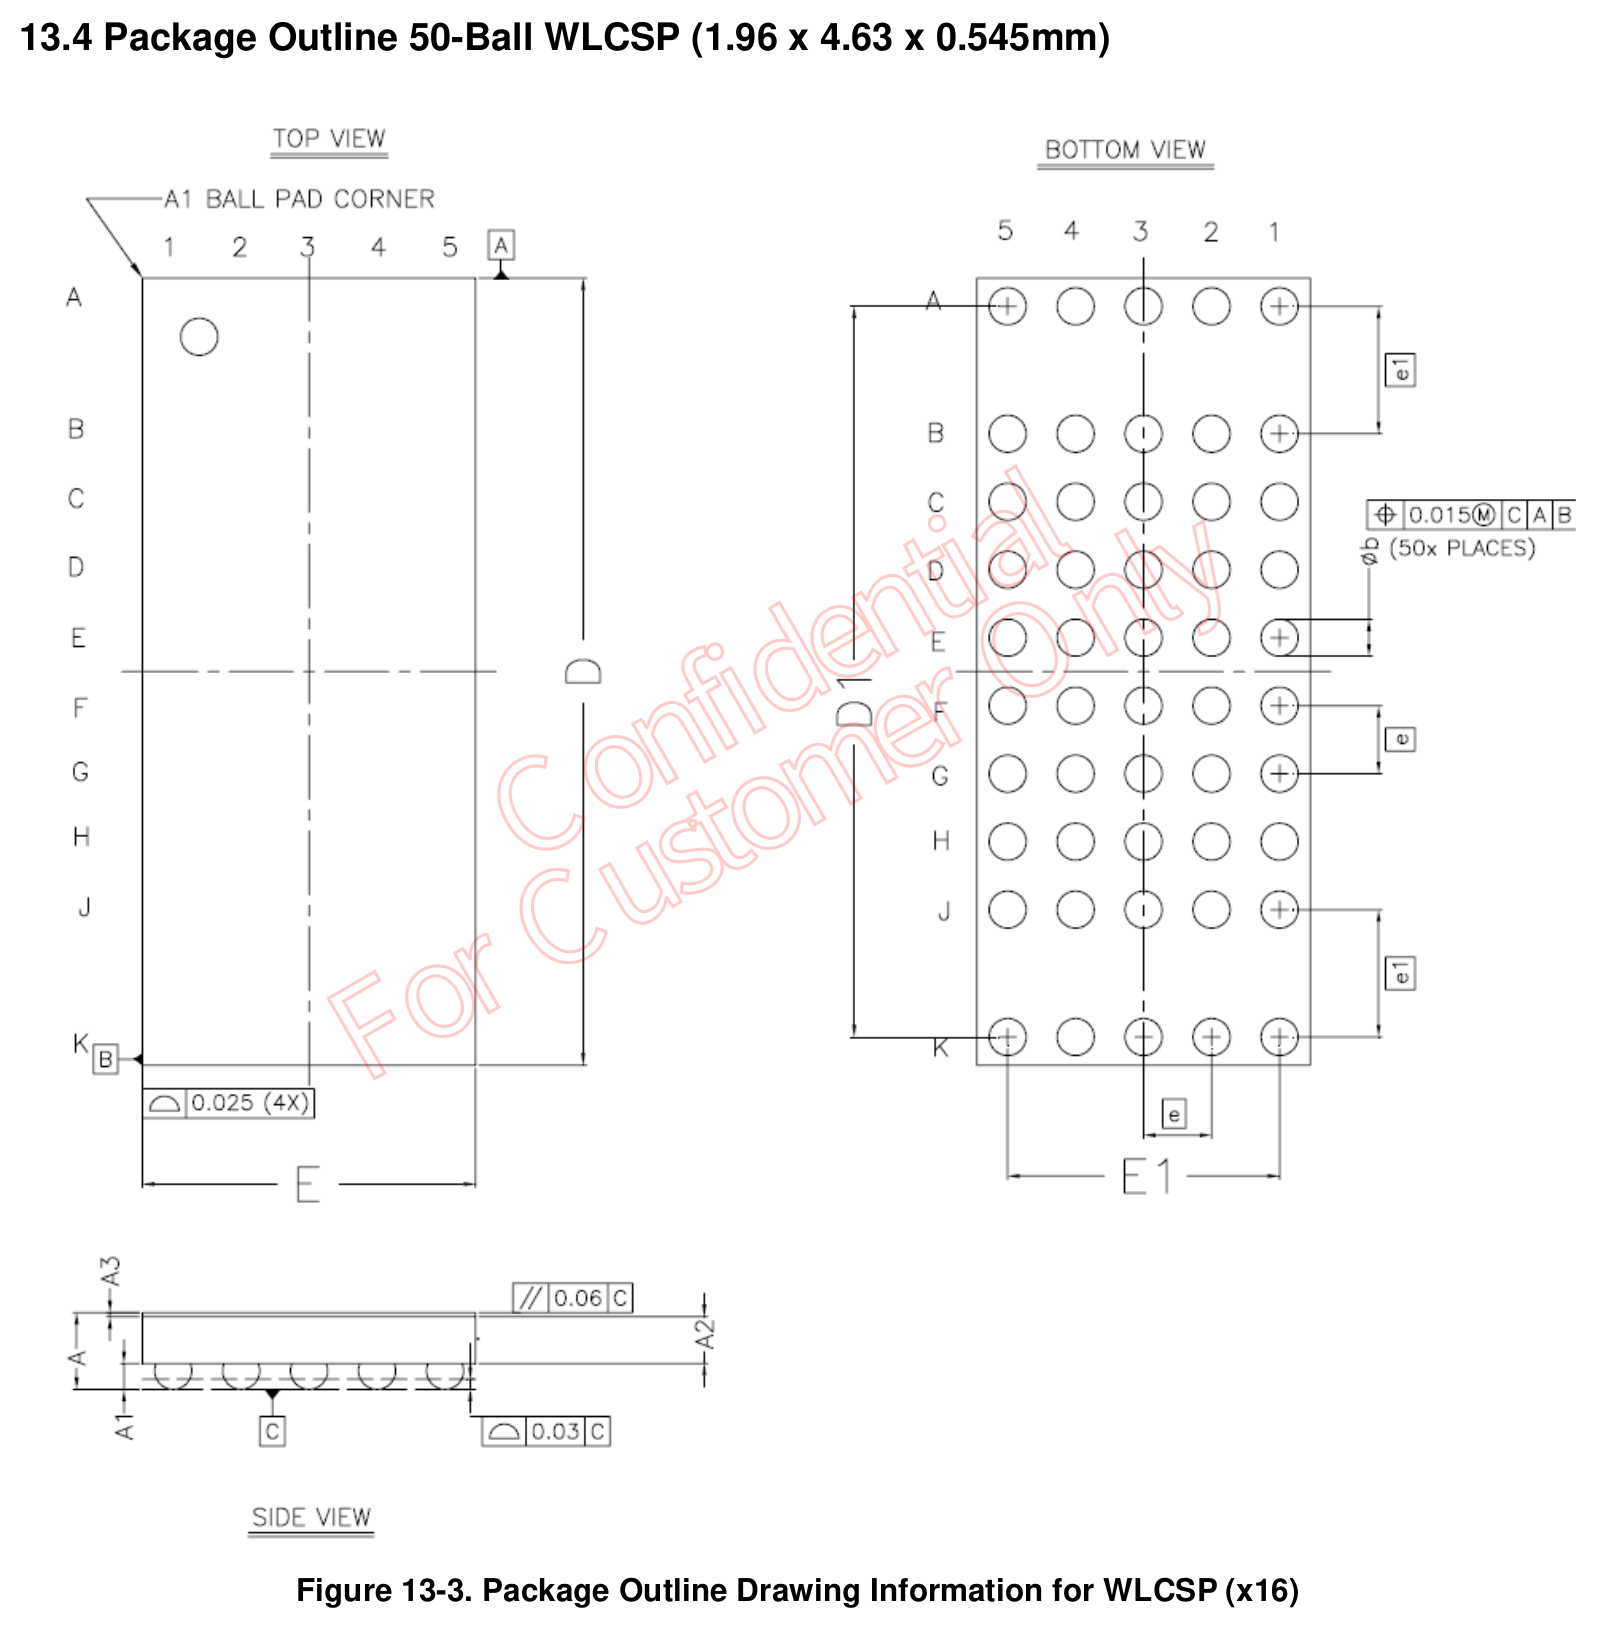 13.4 Package Outline 50-Ball WLCSP (1.96 x 4.63 x 0.545mm)
TOP VIEW
A1 BALL PAD CORNER
1 2 3 4 5 A
A
B
C
D
E
F
G
H
J
K
B
D
0.025 (4X)
E
BOTTOM VIEW
5 4 3 2 1
A
B
C
D
E
F
G
H
J
K
D1
e1
⌖ 0.015Ⓜ C A B
øb (50x PLACES)
e
e1
e
E1
Confidential
For Customer Only
A3
A
A1
// 0.06 C
A2
C
0.03 C
SIDE VIEW
Figure 13-3. Package Outline Drawing Information for WLCSP (x16)